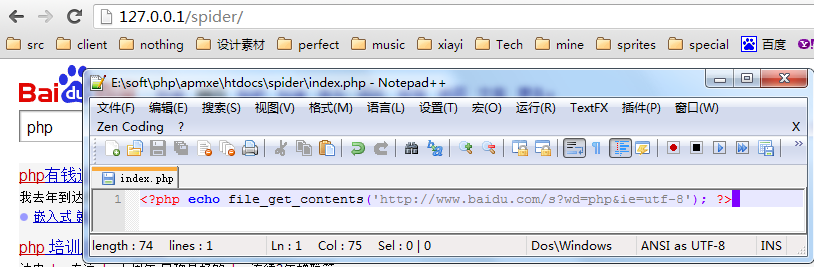 127.0.0.1/spider/
src client nothing 设计素材 perfect music xiayi Tech mine sprites special 百度
E:\soft\php\apmxe\htdocs\spider\index.php - Notepad++
Bai du
文件(F) 编辑(E) 搜索(S) 视图(V) 格式(M) 语言(L) 设置(T) 宏(O) 运行(R) TextFX 插件(P) 窗口(W)
php
Zen Coding ? X
php有钱
index.php
我去年到达
1 <?php echo file_get_contents('http://www.baidu.com/s?wd=php&ie=utf-8'); ?>
嵌入式
length : 74 lines : 1 Ln : 1 Col : 75 Sel : 0 | 0 Dos\Windows ANSI as UTF-8 INS
php 培训